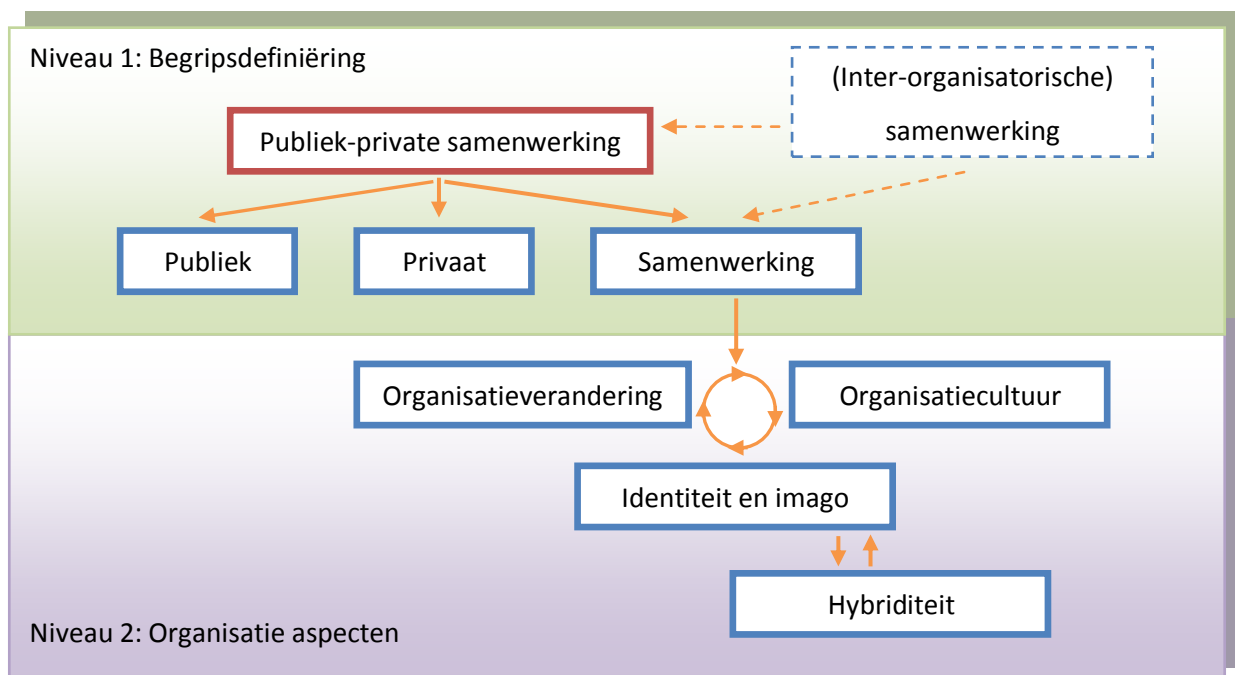 Niveau 1: Begripsdefiniëring
(Inter-organisatorische)
samenwerking
Publiek-private samenwerking
Publiek
Privaat
Samenwerking
Organisatieverandering
Organisatiecultuur
Identiteit en imago
Hybriditeit
Niveau 2: Organisatie aspecten